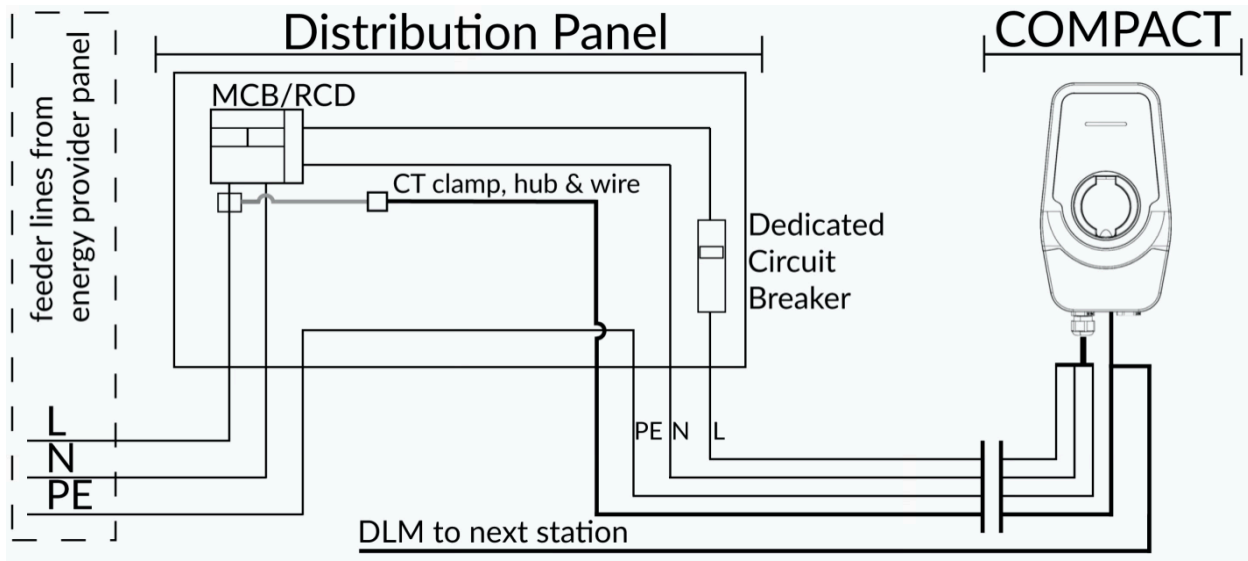 Distribution Panel
COMPACT
feeder lines from
energy provider panel
MCB/RCD
CT clamp, hub & wire
Dedicated
Circuit
Breaker
L
N
PE
PE N L
DLM to next station